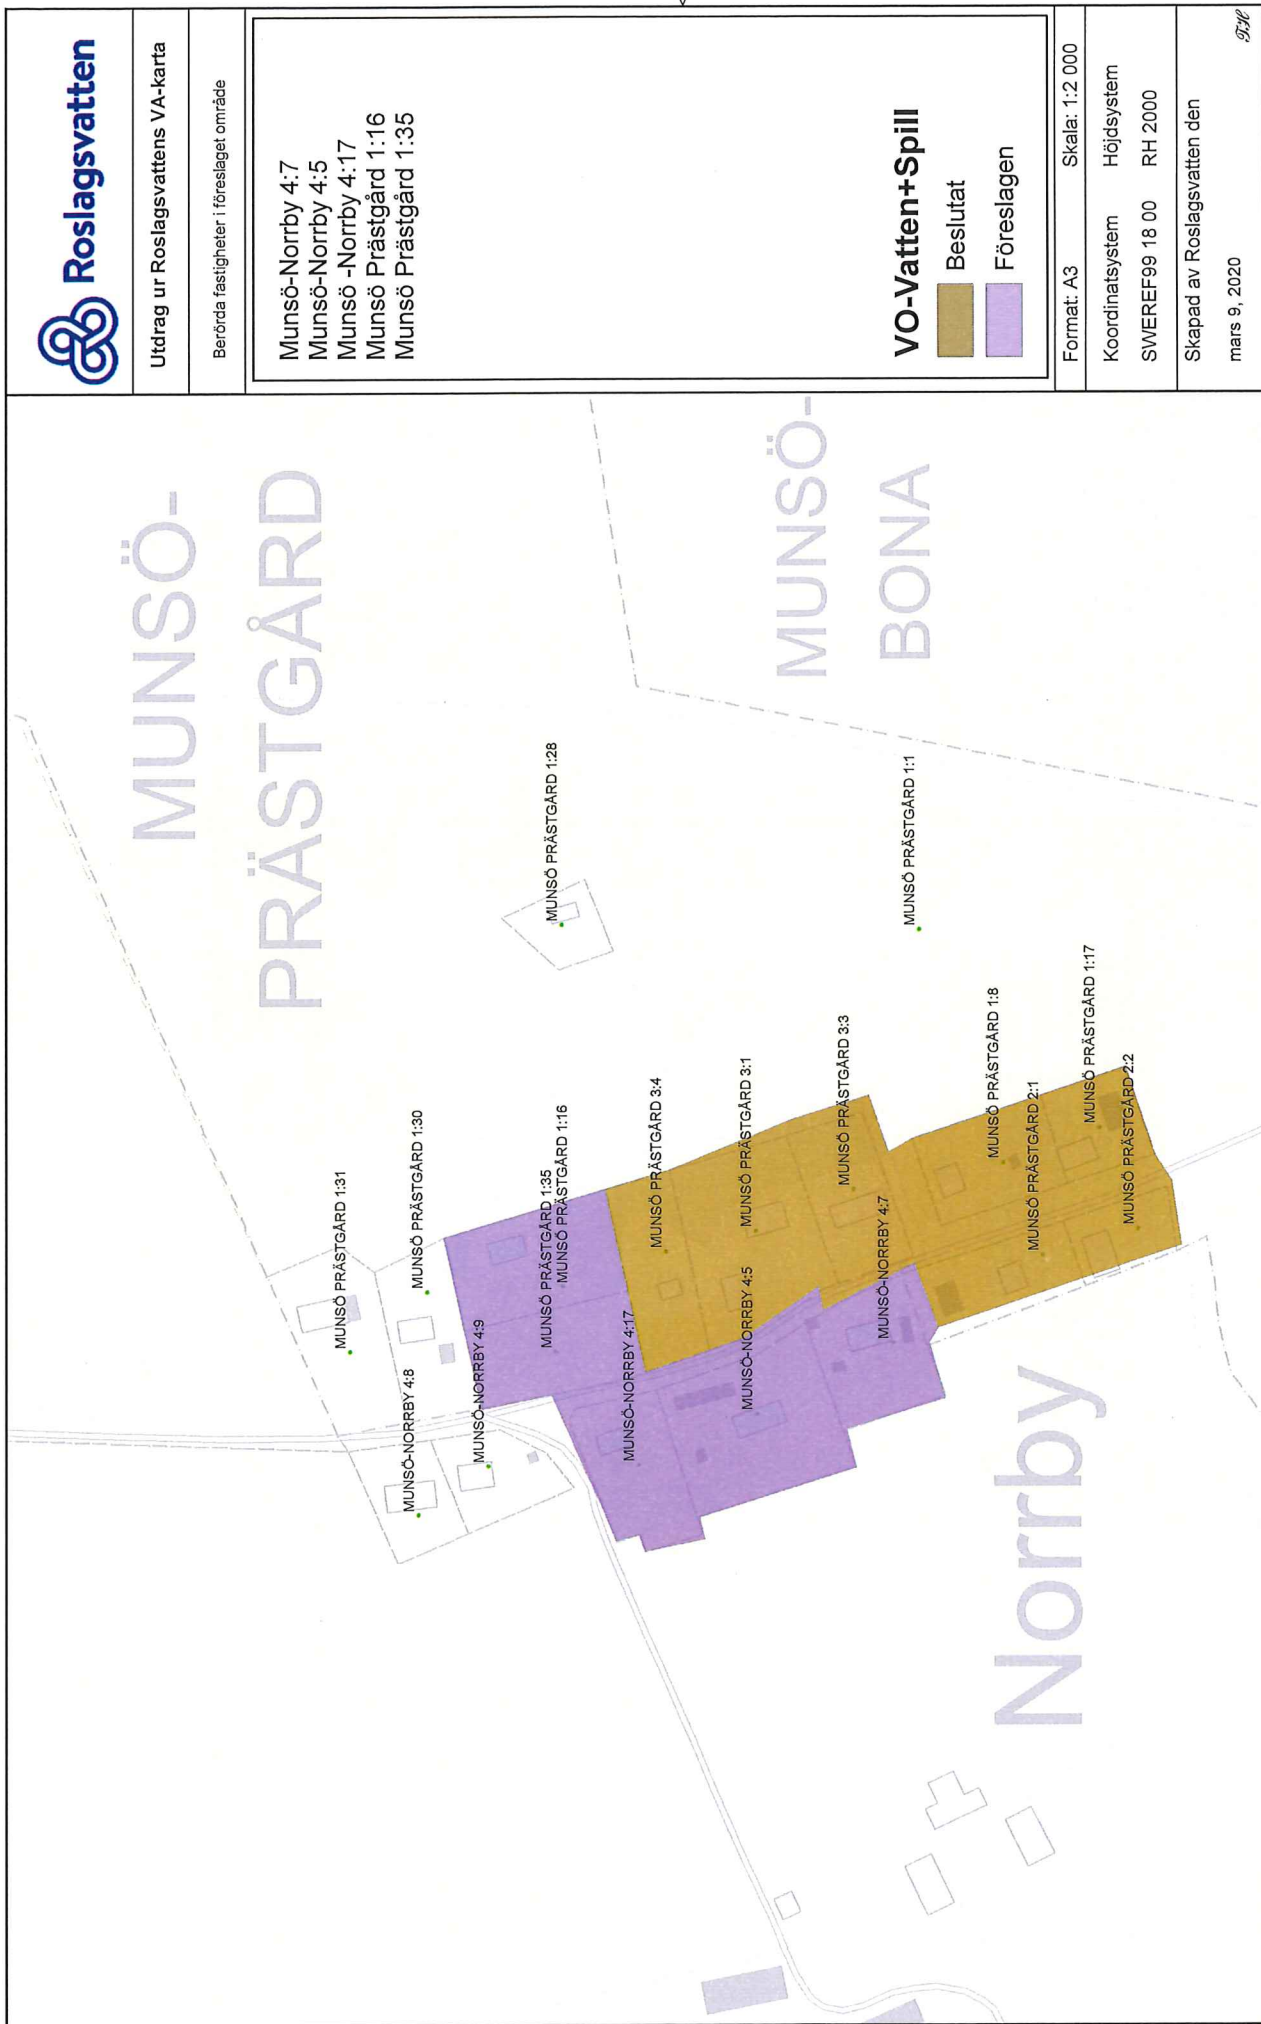 Roslagsvatten
Utdrag ur Roslagsvattens VA-karta
Berörda fastigheter i föreslaget område
Munsö-Norrby 4:7
Munsö-Norrby 4:5
Munsö -Norrby 4:17
Munsö Prästgård 1:16
Munsö Prästgård 1:35
VO-Vatten+Spill
Beslutat
Föreslagen
Format: A3 Skala: 1:2 000
Koordinatsystem Höjdsystem
SWEREF99 18 00 RH 2000
Skapad av Roslagsvatten den
mars 9, 2020
MUNSÖ-
PRÄSTGÅRD
MUNSÖ-
BONA
Norrby
MUNSÖ PRÄSTGÅRD 1:31
MUNSÖ-NORRBY 4:8
MUNSÖ PRÄSTGÅRD 1:30
MUNSÖ-NORRBY 4:9
MUNSÖ PRÄSTGÅRD 1:28
MUNSÖ PRÄSTGÅRD 1:35
MUNSÖ PRÄSTGÅRD 1:16
MUNSÖ-NORRBY 4:17
MUNSÖ PRÄSTGÅRD 3:4
MUNSÖ-NORRBY 4:5
MUNSÖ PRÄSTGÅRD 3:1
MUNSÖ PRÄSTGÅRD 3:3
MUNSÖ-NORRBY 4:7
MUNSÖ PRÄSTGÅRD 1:1
MUNSÖ PRÄSTGÅRD 1:8
MUNSÖ PRÄSTGÅRD 2:1
MUNSÖ PRÄSTGÅRD 1:17
MUNSÖ PRÄSTGÅRD 2:2